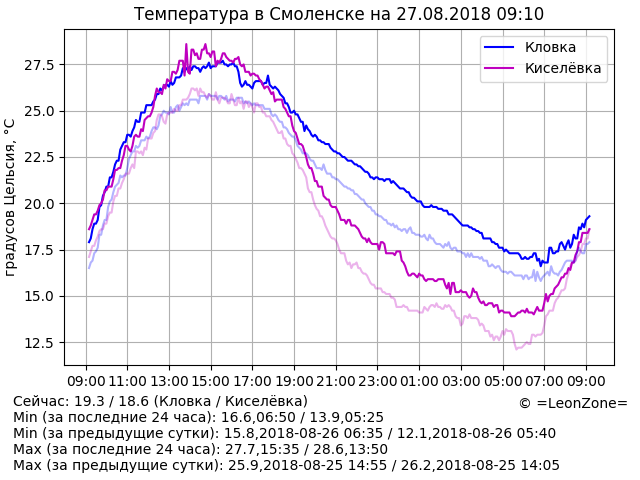 Температура в Смоленске на 27.08.2018 09:10
Кловка
Киселёвка
градусов Цельсия, °C
27.5
25.0
22.5
20.0
17.5
15.0
12.5
09:00 11:00 13:00 15:00 17:00 19:00 21:00 23:00 01:00 03:00 05:00 07:00 09:00
Сейчас: 19.3 / 18.6 (Кловка / Киселёвка)
© =LeonZone=
Min (за последние 24 часа): 16.6,06:50 / 13.9,05:25
Min (за предыдущие сутки): 15.8,2018-08-26 06:35 / 12.1,2018-08-26 05:40
Max (за последние 24 часа): 27.7,15:35 / 28.6,13:50
Max (за предыдущие сутки): 25.9,2018-08-25 14:55 / 26.2,2018-08-25 14:05